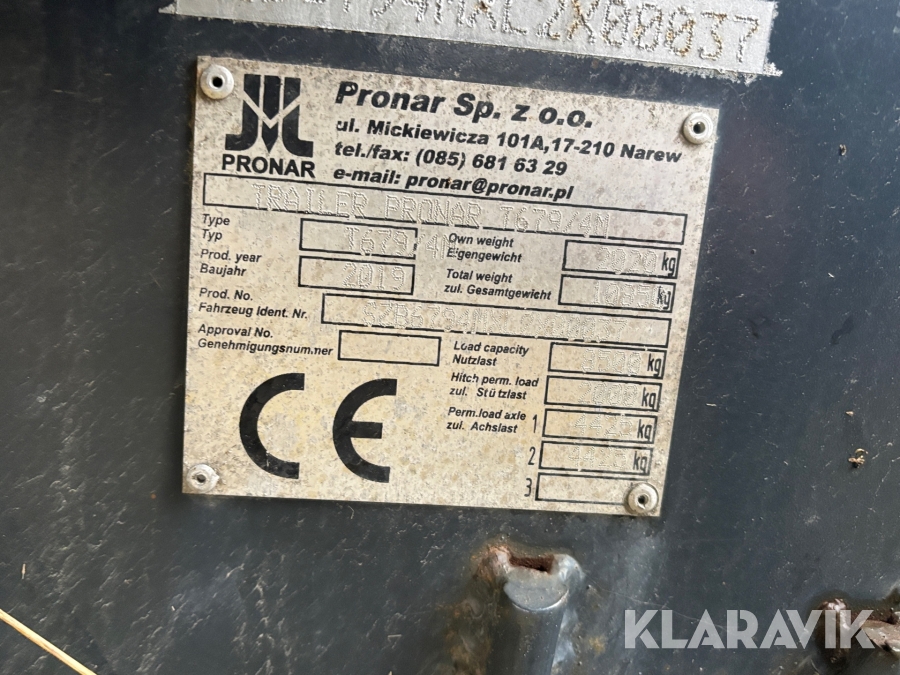 X00037
PRONAR
Pronar Sp. z o.o.
ul. Mickiewicza 101A,17-210 Narew
tel./fax: (085) 681 63 29
e-mail: pronar@pronar.pl
TRAILER PRONAR T679/4M
Type
Typ
T679/4M
Own weight
Eigengewicht
kg
Prod. year
Baujahr
2019
Total weight
zul. Gesamtgewicht
kg
Prod. No.
Fahrzeug Ident. Nr.
Approval No.
Genehmigungsnummer
Load capacity
Nutzlast
kg
Hitch perm. load
zul. Stützlast
kg
Perm.load axle
zul. Achslast
1
kg
2
kg
3
CE
KLARAVIK